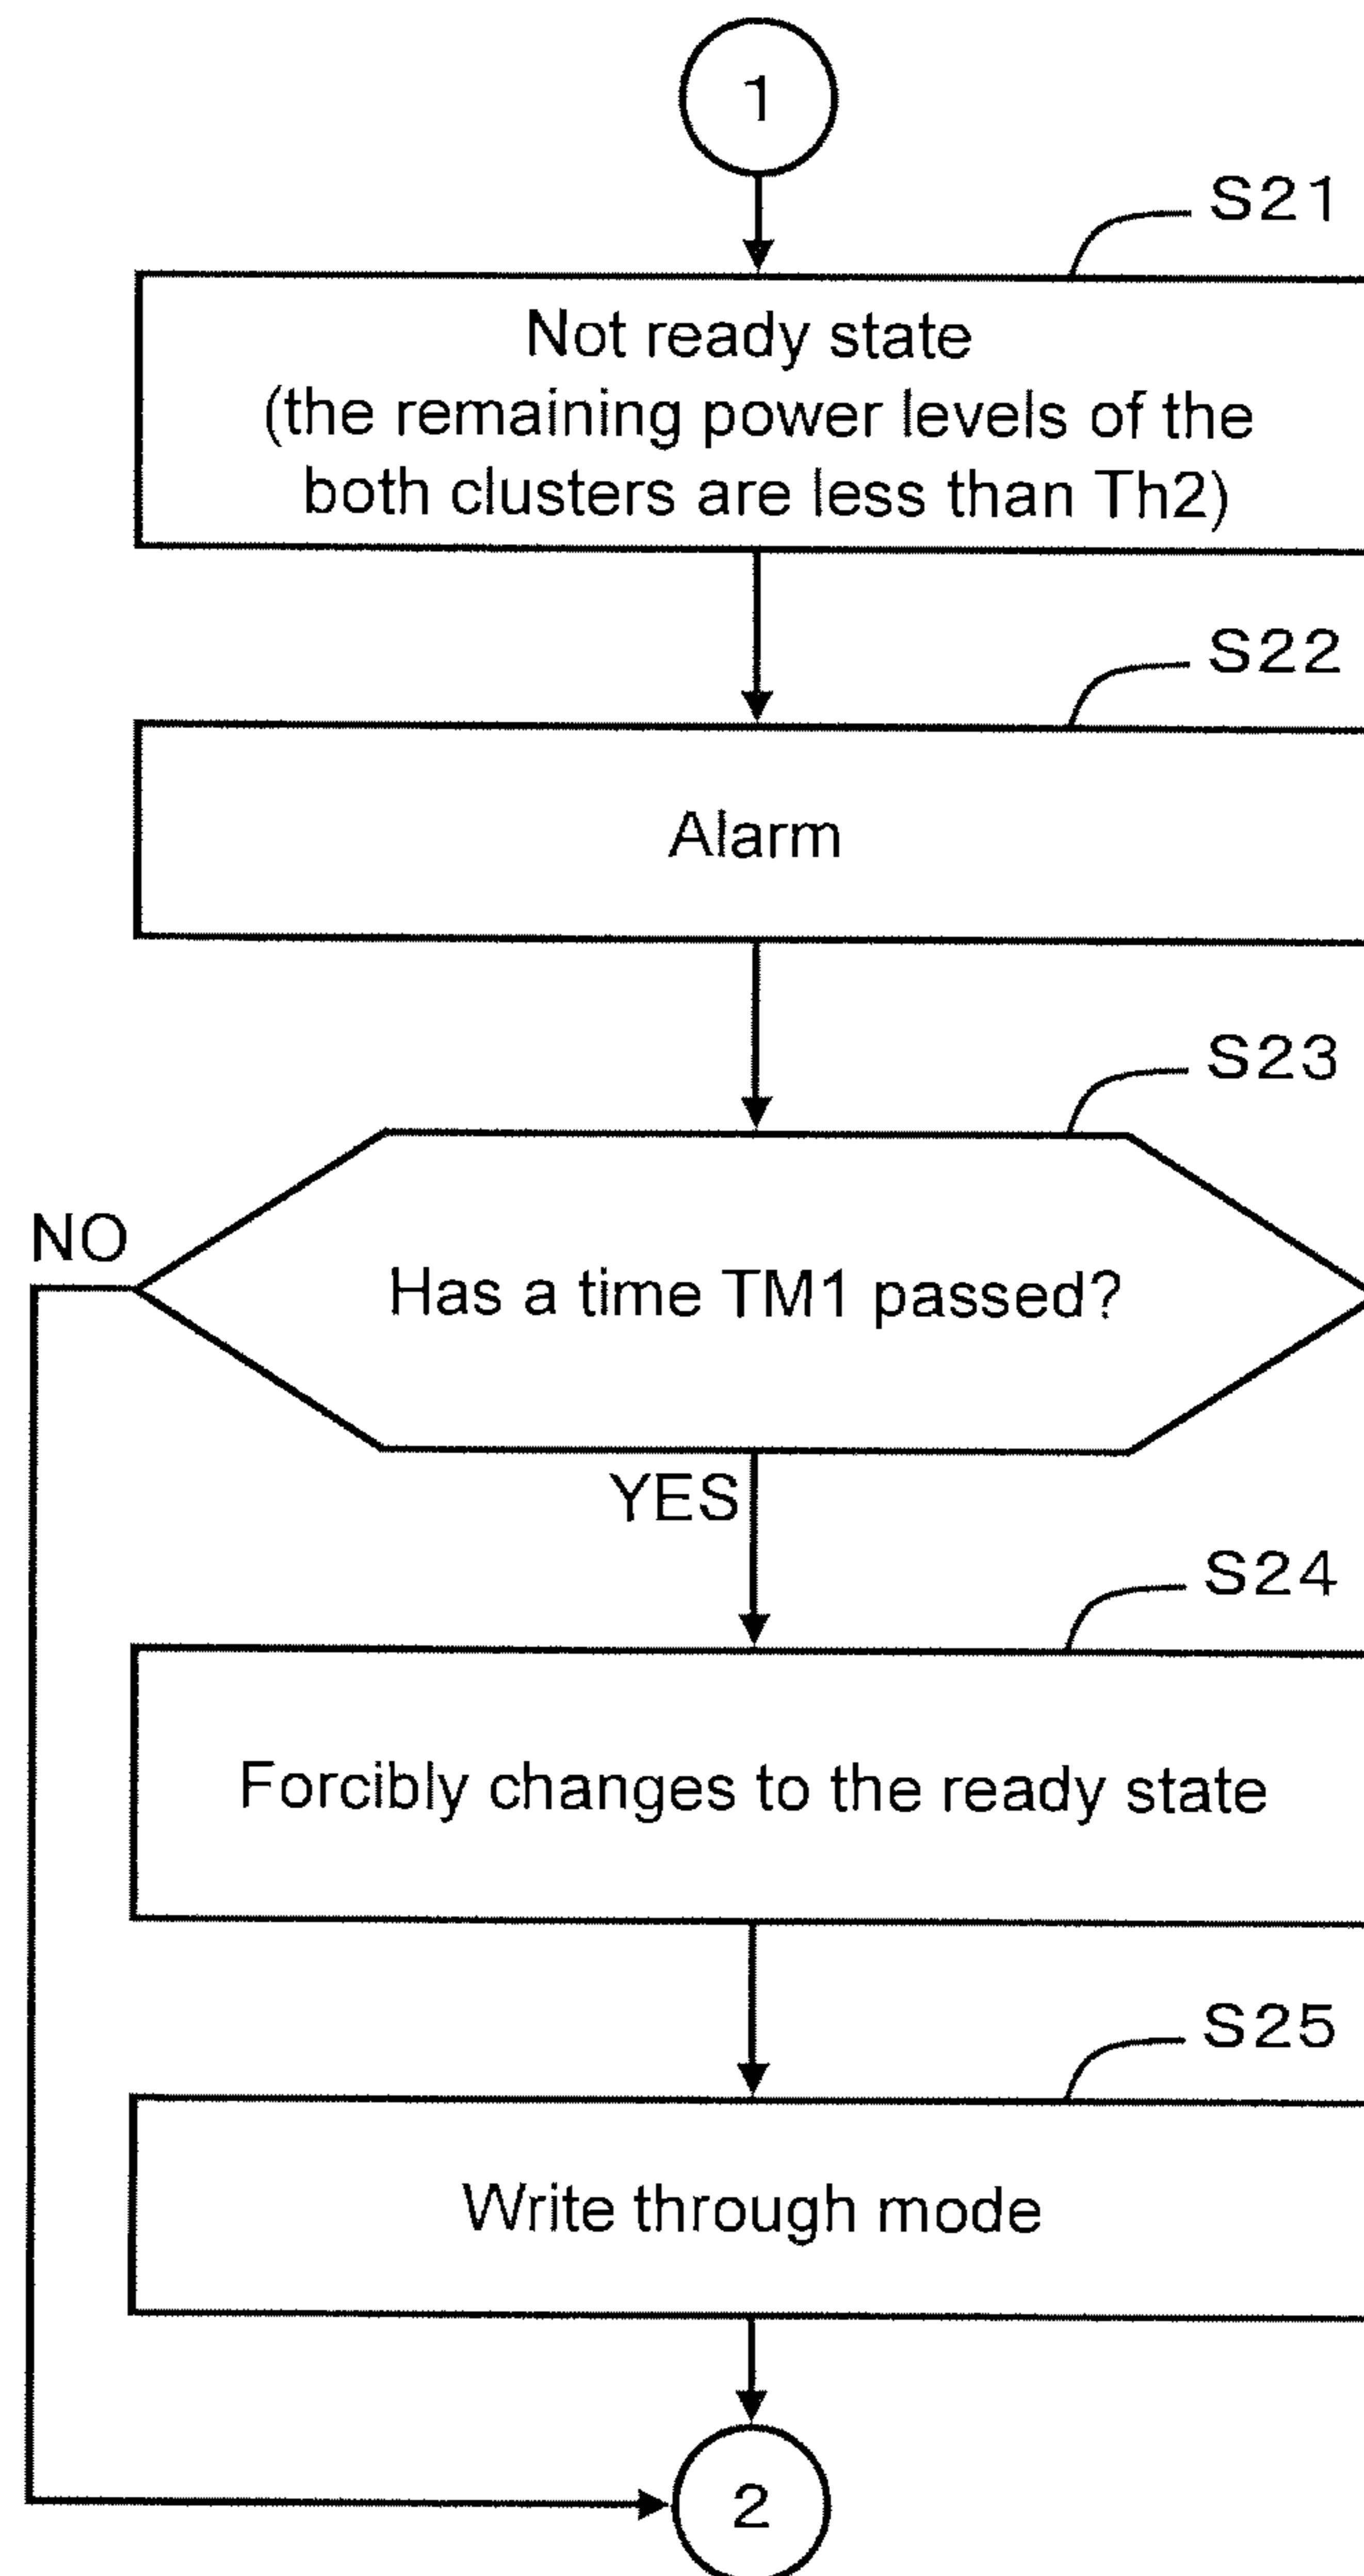 1
S21
Not ready state
(the remaining power levels of the
both clusters are less than Th2)
S22
Alarm
S23
NO
Has a time TM1 passed?
YES
S24
Forcibly changes to the ready state
S25
Write through mode
2